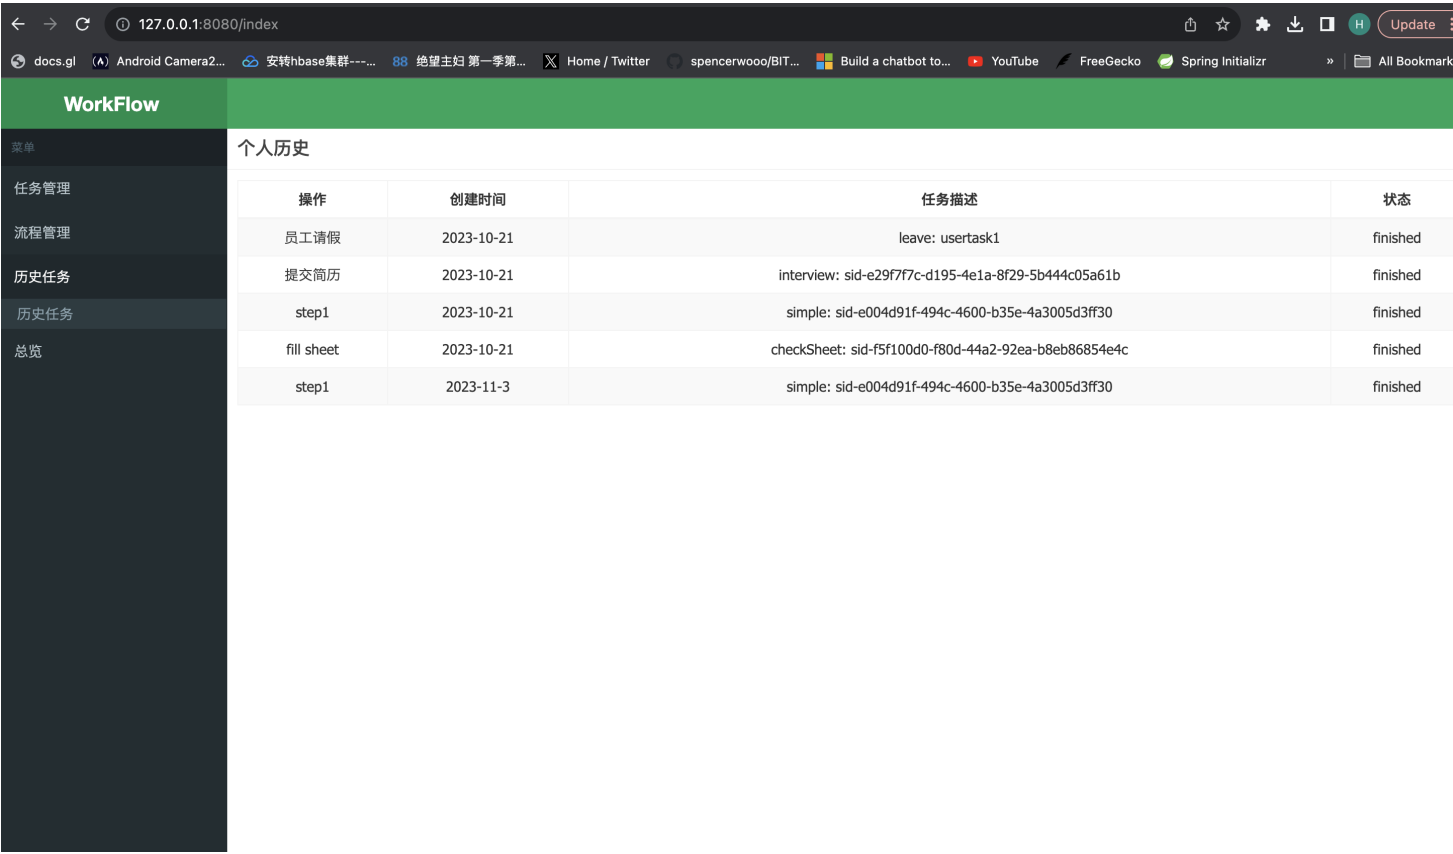 127.0.0.1:8080/index
H
Update
docs.gl
Android Camera2...
安转hbase集群---...
88 绝望主妇 第一季第...
Home / Twitter
spencerwooo/BIT...
Build a chatbot to...
YouTube
FreeGecko
Spring Initializr
»
All Bookmark
WorkFlow
菜单
任务管理
流程管理
历史任务
历史任务
总览
个人历史
操作 创建时间 任务描述 状态
员工请假 2023-10-21 leave: usertask1 finished
提交简历 2023-10-21 interview: sid-e29f7f7c-d195-4e1a-8f29-5b444c05a61b finished
step1 2023-10-21 simple: sid-e004d91f-494c-4600-b35e-4a3005d3ff30 finished
fill sheet 2023-10-21 checkSheet: sid-f5f100d0-f80d-44a2-92ea-b8eb86854e4c finished
step1 2023-11-3 simple: sid-e004d91f-494c-4600-b35e-4a3005d3ff30 finished